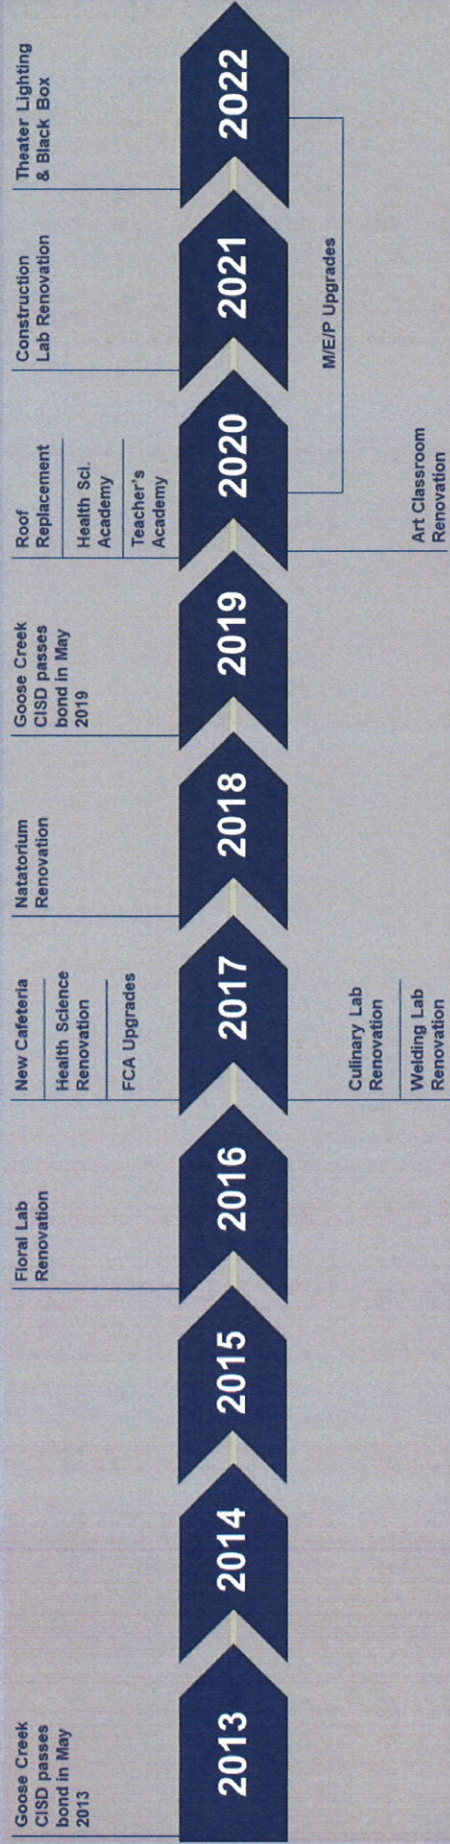 Goose Creek
CISD passes
bond in May
2013
Floral Lab
Renovation
New Cafeteria
Health Science
Renovation
FCA Upgrades
Natatorium
Renovation
Goose Creek
CISD passes
bond in May
2019
Roof
Replacement
Health Sci.
Academy
Teacher's
Academy
Construction
Lab Renovation
Theater Lighting
& Black Box
2013
2014
2015
2016
2017
2018
2019
2020
2021
2022
M/E/P Upgrades
Culinary Lab
Renovation
Welding Lab
Renovation
Art Classroom
Renovation